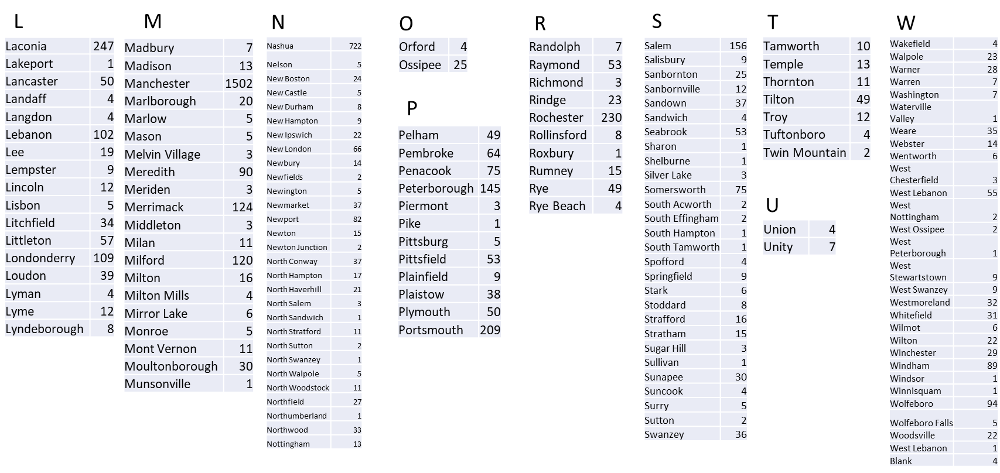 L
Laconia 247
Lakeport 1
Lancaster 50
Landaff 4
Langdon 4
Lebanon 102
Lee 19
Lempster 9
Lincoln 12
Lisbon 5
Litchfield 34
Littleton 57
Londonderry 109
Loudon 39
Lyman 4
Lyme 12
Lyndeborough 8
M
Madbury 7
Madison 13
Manchester 1502
Marlborough 20
Marlow 5
Mason 5
Melvin Village 3
Meredith 90
Meriden 3
Merrimack 124
Middleton 3
Milan 11
Milford 120
Milton 16
Milton Mills 4
Mirror Lake 6
Monroe 5
Mont Vernon 11
Moultonborough 30
Munsonville 1
N
Nashua 722
Nelson 5
New Boston 24
New Castle 5
New Durham 8
New Hampton 9
New Ipswich 22
New London 66
Newbury 14
Newfields 2
Newington 5
Newmarket 37
Newport 82
Newton 15
Newton Junction 2
North Conway 37
North Hampton 17
North Haverhill 21
North Salem 3
North Sandwich 1
North Stratford 11
North Sutton 2
North Swanzey 1
North Walpole 5
North Woodstock 11
Northfield 27
Northumberland 1
Northwood 33
Nottingham 13
O
Orford 4
Ossipee 25
P
Pelham 49
Pembroke 64
Penacook 75
Peterborough 145
Piermont 3
Pike 1
Pittsburg 5
Pittsfield 53
Plainfield 9
Plaistow 38
Plymouth 50
Portsmouth 209
R
Randolph 7
Raymond 53
Richmond 3
Rindge 23
Rochester 230
Rollinsford 8
Roxbury 1
Rumney 15
Rye 49
Rye Beach 4
S
Salem 156
Salisbury 9
Sanbornton 25
Sanbornville 12
Sandown 37
Sandwich 4
Seabrook 53
Sharon 1
Shelburne 1
Silver Lake 3
Somersworth 75
South Acworth 2
South Effingham 2
South Hampton 1
South Tamworth 1
Spofford 4
Springfield 9
Stark 6
Stoddard 8
Strafford 16
Stratham 15
Sugar Hill 3
Sullivan 1
Sunapee 30
Suncook 4
Surry 5
Sutton 2
Swanzey 36
T
Tamworth 10
Temple 13
Thornton 11
Tilton 49
Troy 12
Tuftonboro 4
Twin Mountain 2
U
Union 4
Unity 7
W
Wakefield 4
Walpole 23
Warner 28
Warren 7
Washington 7
Waterville
Valley 1
Weare 35
Webster 14
Wentworth 6
West
Chesterfield 3
West Lebanon 55
West
Nottingham 2
West Ossipee 2
West
Peterborough 1
West
Stewartstown 9
West Swanzey 9
Westmoreland 32
Whitefield 31
Wilmot 6
Wilton 22
Winchester 29
Windham 89
Windsor 1
Winnisquam 1
Wolfeboro 94
Wolfeboro Falls 5
Woodsville 22
West Lebanon 1
Blank 4